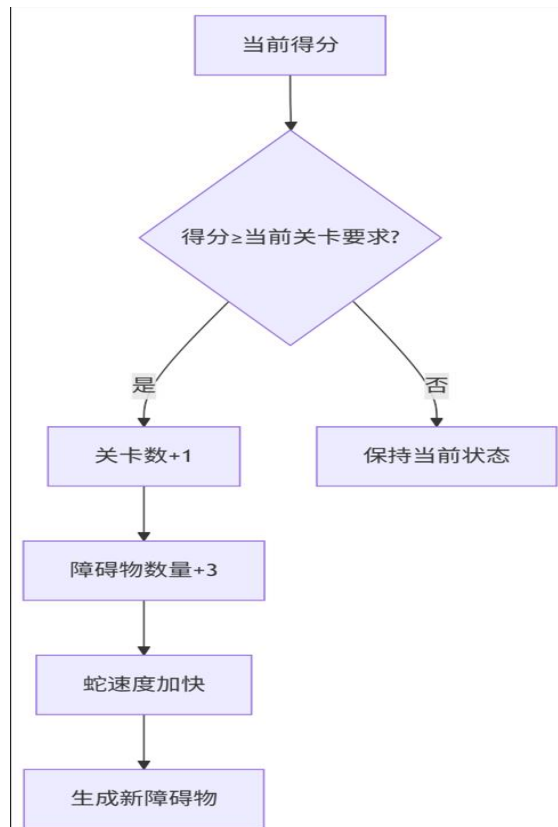 当前得分
得分≥当前关卡要求?
是
否
关卡数+1
保持当前状态
障碍物数量+3
蛇速度加快
生成新障碍物